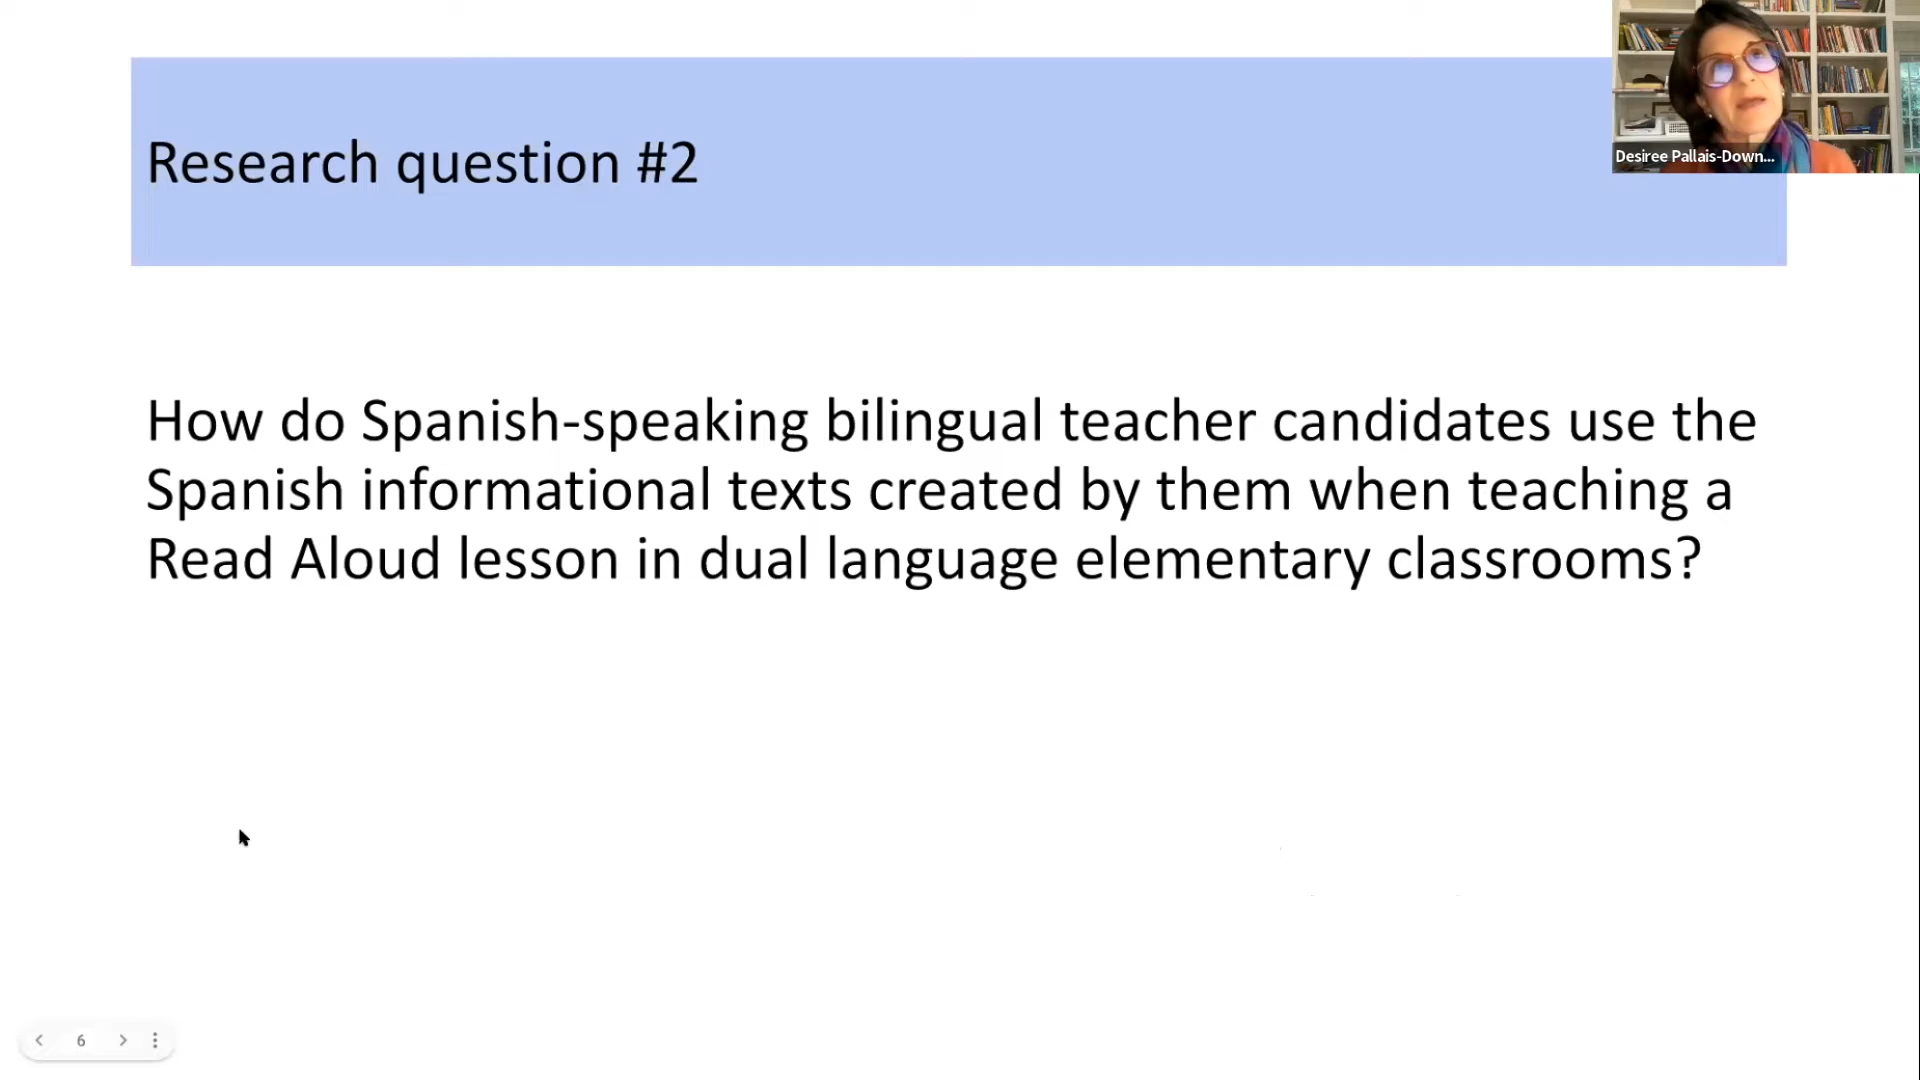 Research question #2
Desiree Pallais-Down...
How do Spanish-speaking bilingual teacher candidates use the
Spanish informational texts created by them when teaching a
Read Aloud lesson in dual language elementary classrooms?
6